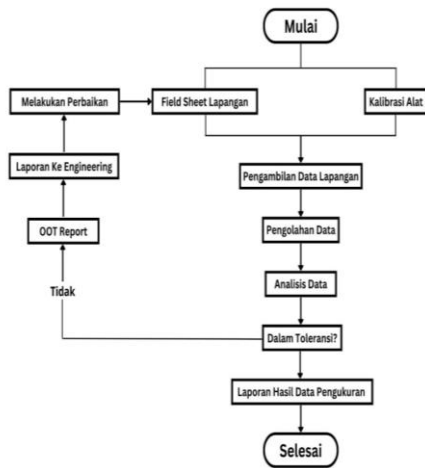 Mulai
Melakukan Perbaikan
Field Sheet Lapangan
Kalibrasi Alat
Laporan Ke Engineering
Pengambilan Data Lapangan
OOT Report
Pengolahan Data
Analisis Data
Tidak
Dalam Toleransi?
Laporan Hasil Data Pengukuran
Selesai